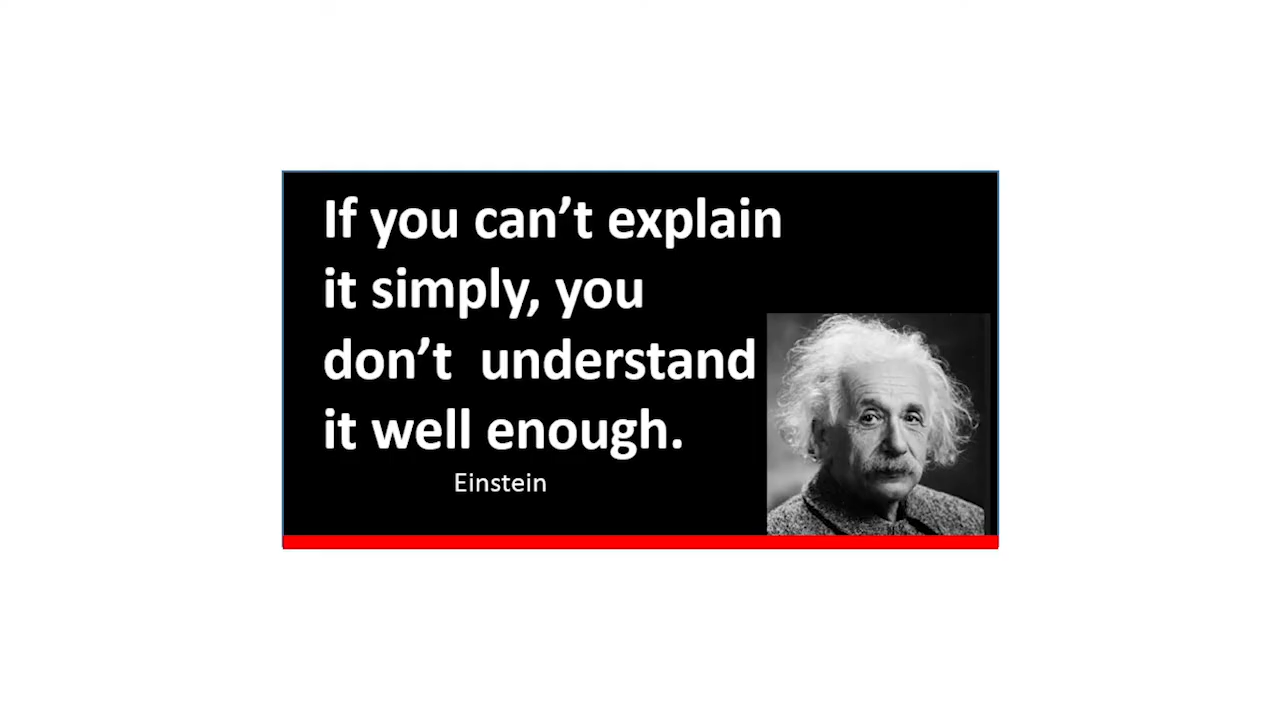 If you can’t explain
it simply, you
don’t  understand
it well enough.
Einstein